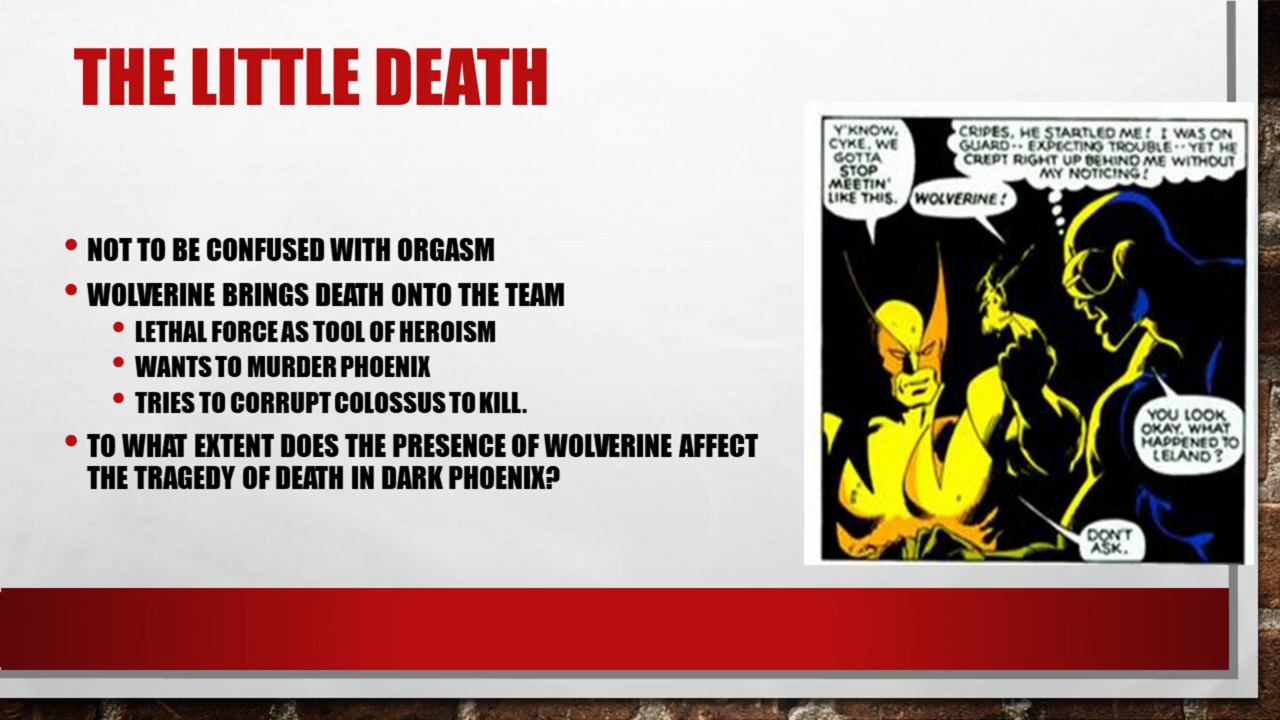 THE LITTLE DEATH
NOT TO BE CONFUSED WITH ORGASM
WOLVERINE BRINGS DEATH ONTO THE TEAM
LETHAL FORCE AS TOOL OF HEROISM
WANTS TO MURDER PHOENIX
TRIES TO CORRUPT COLOSSUS TO KILL.
TO WHAT EXTENT DOES THE PRESENCE OF WOLVERINE AFFECT
THE TRAGEDY OF DEATH IN DARK PHOENIX?
Y'KNOW,
CYKE, WE
GOTTA
STOP
MEETIN'
LIKE THIS.
WOLVERINE!
CRIPES, HE STARTLED ME! I WAS ON
GUARD-- EXPECTING TROUBLE-- YET HE
CREPT RIGHT UP BEHIND ME WITHOUT
MY NOTICING!
YOU LOOK
OKAY. WHAT
HAPPENED TO
LELAND?
DON'T
ASK.